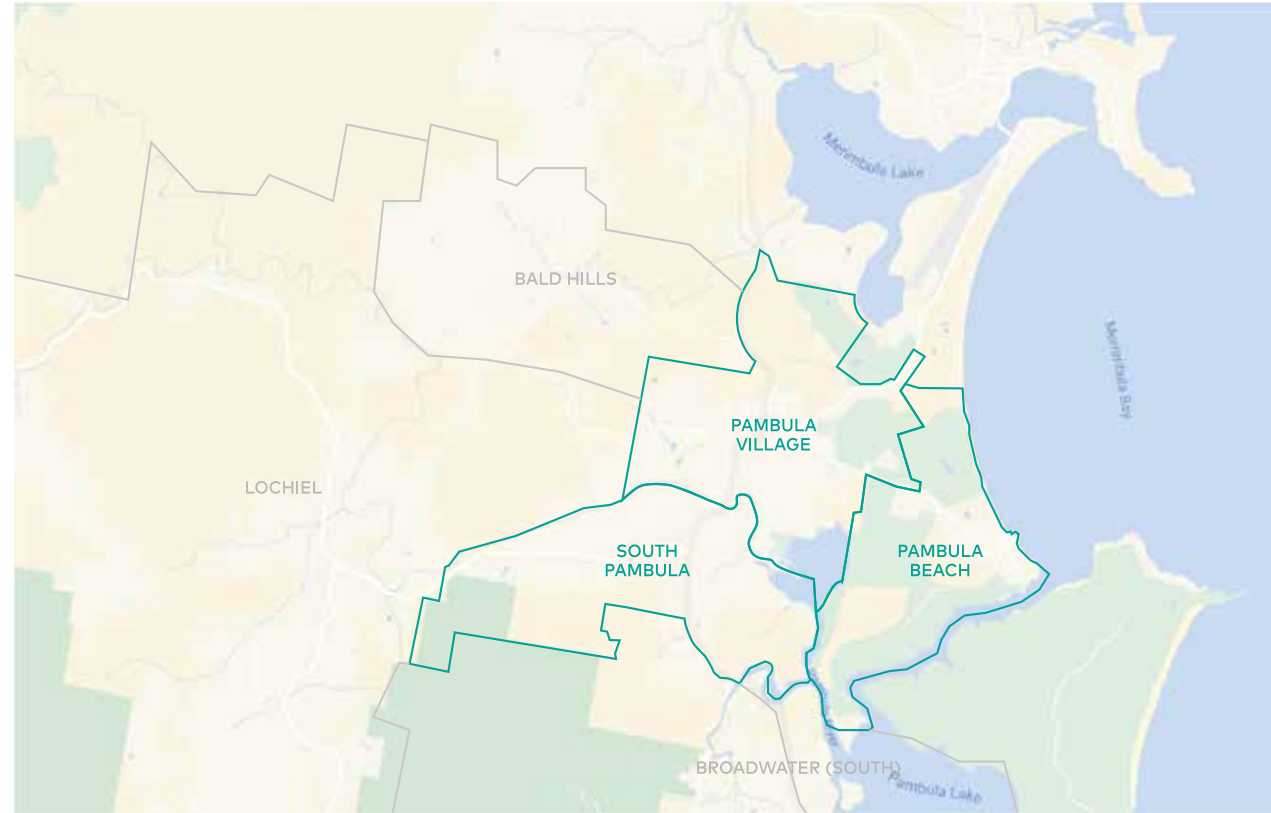 Merimbula Lake
BALD HILLS
Merimbula Bay
PAMBULA
VILLAGE
LOCHIEL
SOUTH
PAMBULA
PAMBULA
BEACH
BROADWATER (SOUTH)
Pambula Lake